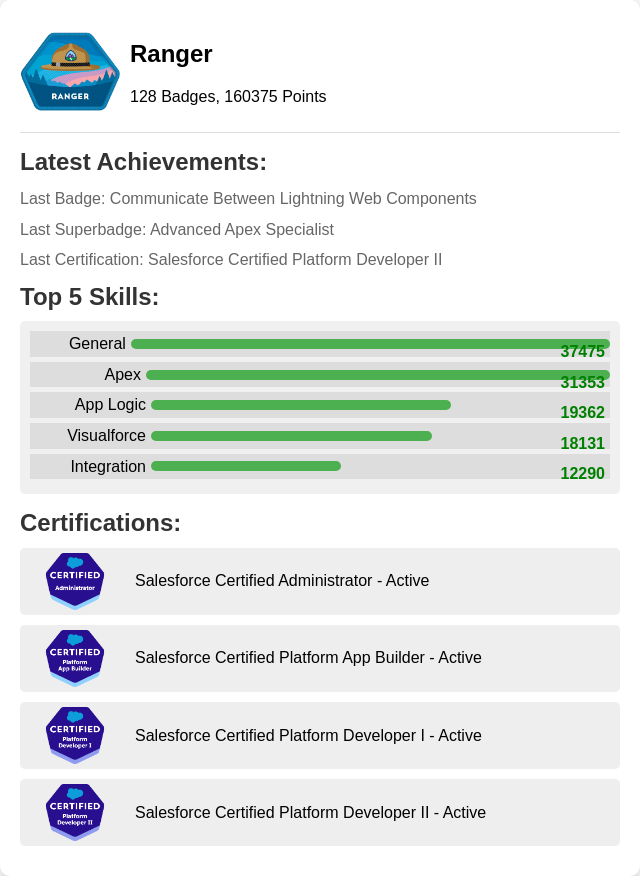 RANGER
Ranger
128 Badges, 160375 Points
Latest Achievements:
Last Badge: Communicate Between Lightning Web Components
Last Superbadge: Advanced Apex Specialist
Last Certification: Salesforce Certified Platform Developer II
Top 5 Skills:
General 37475
Apex 31353
App Logic 19362
Visualforce 18131
Integration 12290
Certifications:
CERTIFIED
Administrator
Salesforce Certified Administrator - Active
CERTIFIED
Platform
App Builder
Salesforce Certified Platform App Builder - Active
CERTIFIED
Platform
Developer I
Salesforce Certified Platform Developer I - Active
CERTIFIED
Platform
Developer II
Salesforce Certified Platform Developer II - Active